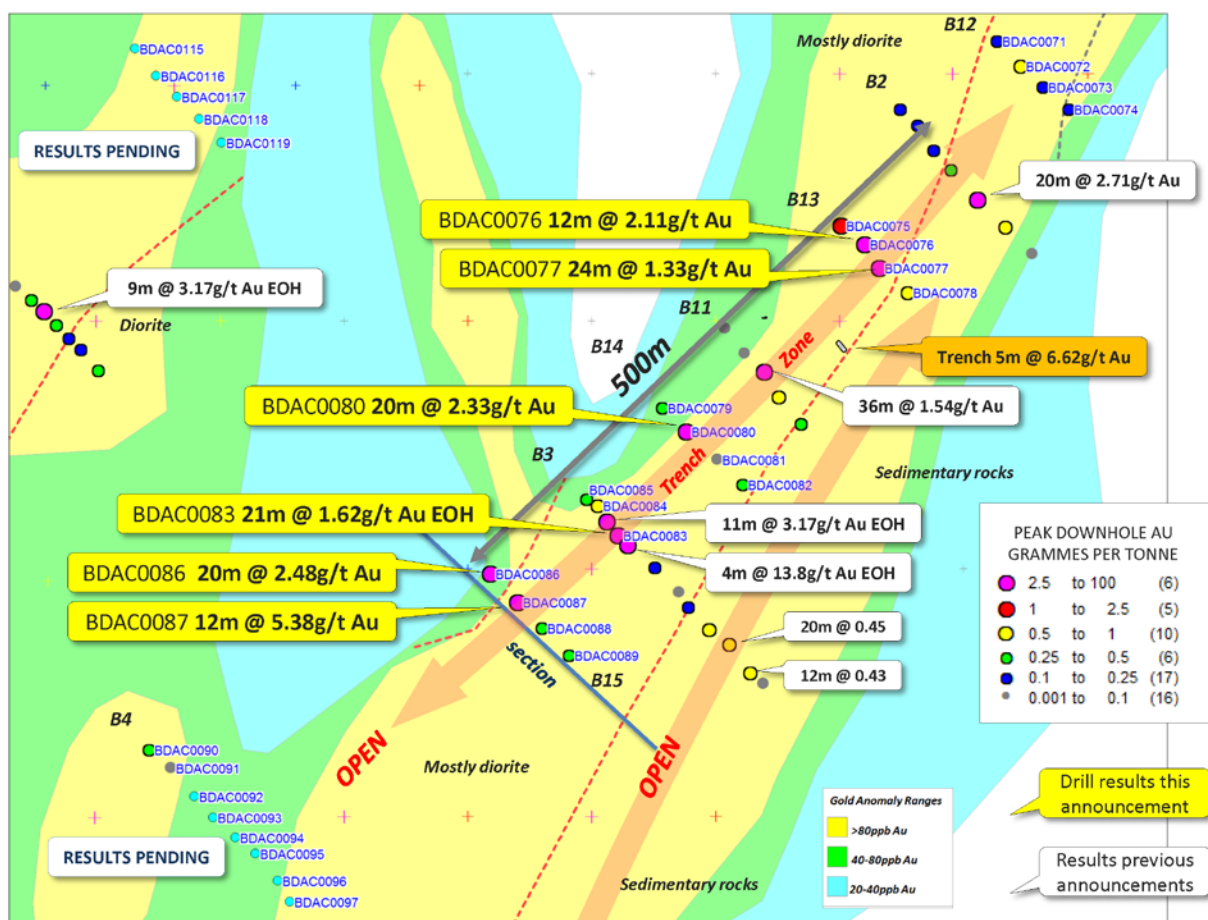 BDAC0115
BDAC0116
BDAC0117
BDAC0118
BDAC0119
RESULTS PENDING
Mostly diorite
B12
BDAC0071
BDAC0072
BDAC0073
BDAC0074
B2
20m @ 2.71g/t Au
B13
BDAC0075
BDAC0076 12m @ 2.11g/t Au
BDAC0076
BDAC0077 24m @ 1.33g/t Au
BDAC0077
BDAC0078
9m @ 3.17g/t Au EOH
Diorite
B11
B14
500m
Trench Zone
Trench 5m @ 6.62g/t Au
36m @ 1.54g/t Au
BDAC0080 20m @ 2.33g/t Au
BDAC0079
BDAC0080
BDAC0081
BDAC0082
Sedimentary rocks
B3
BDAC0085
BDAC0084
BDAC0083 21m @ 1.62g/t Au EOH
BDAC0083
11m @ 3.17g/t Au EOH
4m @ 13.8g/t Au EOH
BDAC0086 20m @ 2.48g/t Au
BDAC0086
BDAC0087 12m @ 5.38g/t Au
BDAC0087
BDAC0088
BDAC0089
20m @ 0.45
12m @ 0.43
section
B15
OPEN
OPEN
PEAK DOWNHOLE AU
GRAMMES PER TONNE
2.5 to 100 (6)
1 to 2.5 (5)
0.5 to 1 (10)
0.25 to 0.5 (6)
0.1 to 0.25 (17)
0.001 to 0.1 (16)
B4
BDAC0090
BDAC0091
BDAC0092
BDAC0093
BDAC0094
BDAC0095
BDAC0096
BDAC0097
RESULTS PENDING
Mostly diorite
Sedimentary rocks
Gold Anomaly Ranges
>80ppb Au
40-80ppb Au
20-40ppb Au
Drill results this
announcement
Results previous
announcements